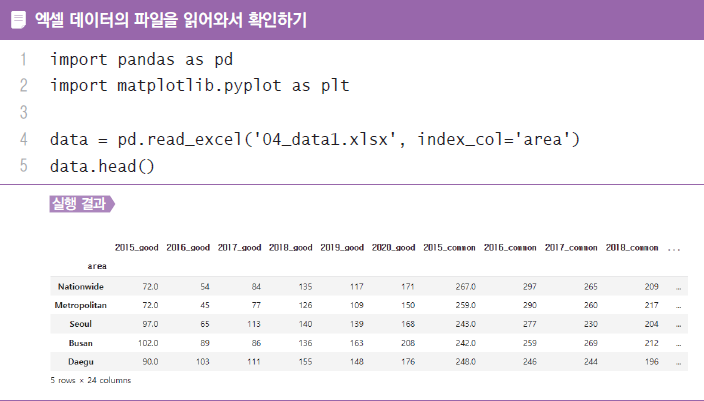 엑셀 데이터의 파일을 읽어와서 확인하기
1 import pandas as pd
2 import matplotlib.pyplot as plt
3
4 data = pd.read_excel('04_data1.xlsx', index_col='area')
5 data.head()
실행 결과
2015_good 2016_good 2017_good 2018_good 2019_good 2020_good 2015_common 2016_common 2017_common 2018_common ...
area
Nationwide 72.0 54 84 135 117 171 267.0 297 265 209 ...
Metropolitan 72.0 45 77 126 109 150 259.0 290 260 217 ...
Seoul 97.0 65 113 140 139 168 243.0 277 230 204 ...
Busan 102.0 89 86 136 163 208 242.0 259 269 212 ...
Daegu 90.0 103 111 155 148 176 248.0 246 244 196 ...
5 rows × 24 columns